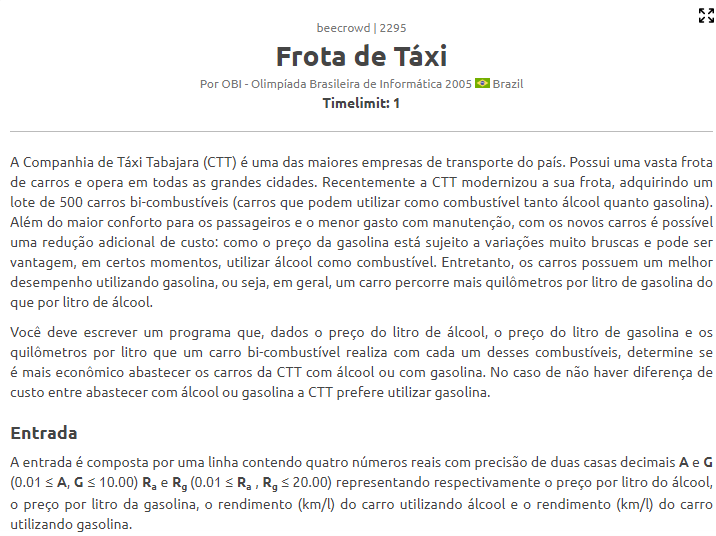 beecrowd | 2295
Frota de Táxi
Por OBI - Olimpíada Brasileira de Informática 2005 Brazil
Timelimit: 1
A Companhia de Táxi Tabajara (CTT) é uma das maiores empresas de transporte do país. Possui uma vasta frota
de carros e opera em todas as grandes cidades. Recentemente a CTT modernizou a sua frota, adquirindo um
lote de 500 carros bi-combustíveis (carros que podem utilizar como combustível tanto álcool quanto gasolina).
Além do maior conforto para os passageiros e o menor gasto com manutenção, com os novos carros é possível
uma redução adicional de custo: como o preço da gasolina está sujeito a variações muito bruscas e pode ser
vantagem, em certos momentos, utilizar álcool como combustível. Entretanto, os carros possuem um melhor
desempenho utilizando gasolina, ou seja, em geral, um carro percorre mais quilômetros por litro de gasolina do
que por litro de álcool.
Você deve escrever um programa que, dados o preço do litro de álcool, o preço do litro de gasolina e os
quilômetros por litro que um carro bi-combustível realiza com cada um desses combustíveis, determine se
é mais econômico abastecer os carros da CTT com álcool ou com gasolina. No caso de não haver diferença de
custo entre abastecer com álcool ou gasolina a CTT prefere utilizar gasolina.
Entrada
A entrada é composta por uma linha contendo quatro números reais com precisão de duas casas decimais A e G
(0.01 ≤ A, G ≤ 10.00) Ra e Rg (0.01 ≤ Ra , Rg ≤ 20.00) representando respectivamente o preço por litro do álcool,
o preço por litro da gasolina, o rendimento (km/l) do carro utilizando álcool e o rendimento (km/l) do carro
utilizando gasolina.